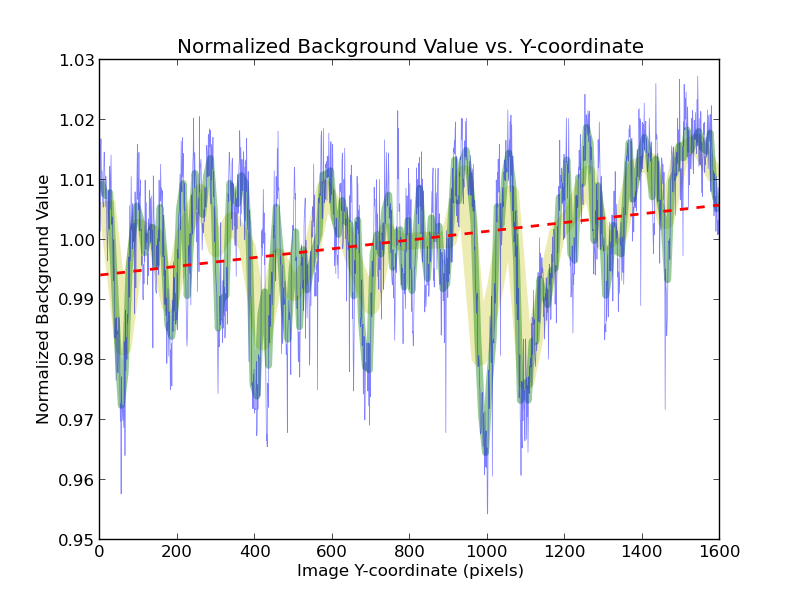 Normalized Background Value vs. Y-coordinate
1.03
1.02
1.01
1.00
0.99
0.98
0.97
0.96
0.95
Normalized Background Value
0 200 400 600 800 1000 1200 1400 1600
Image Y-coordinate (pixels)